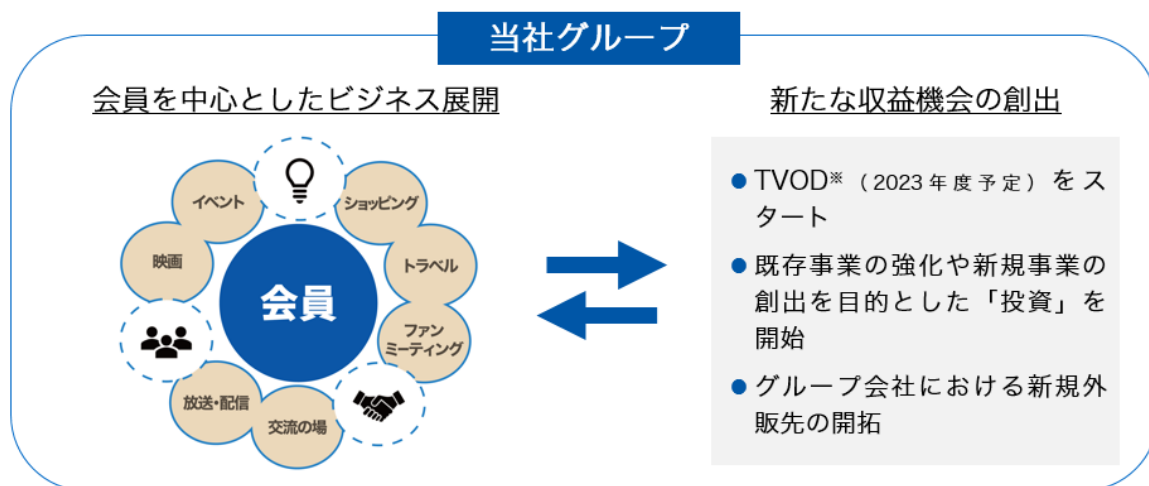 当社グループ
会員を中心としたビジネス展開
イベント
ショッピング
映画
トラベル
会員
ファン
ミーティング
放送・配信
交流の場
新たな収益機会の創出
● TVOD※（2023年度予定）をス
タート
● 既存事業の強化や新規事業の
創出を目的とした「投資」を
開始
● グループ会社における新規外
販先の開拓